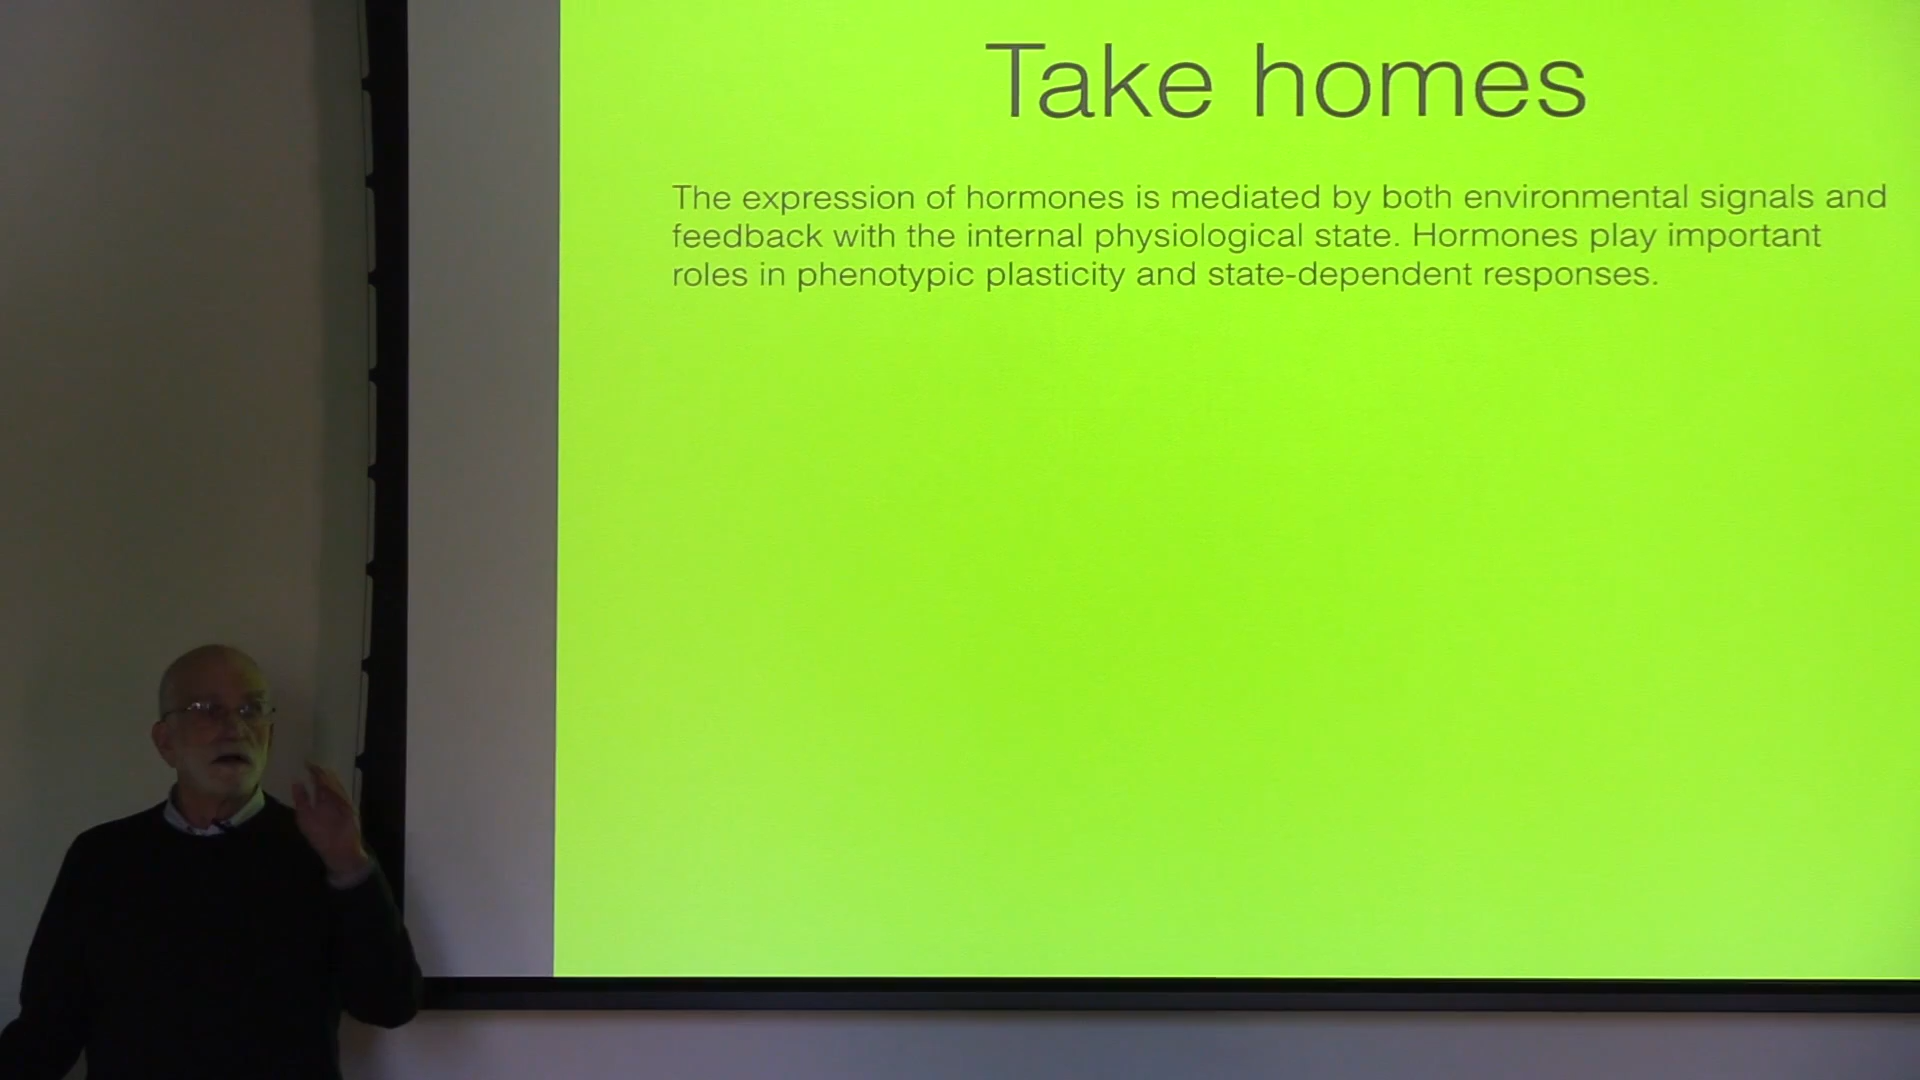 Take homes
The expression of hormones is mediated by both environmental signals and
feedback with the internal physiological state. Hormones play important
roles in phenotypic plasticity and state-dependent responses.